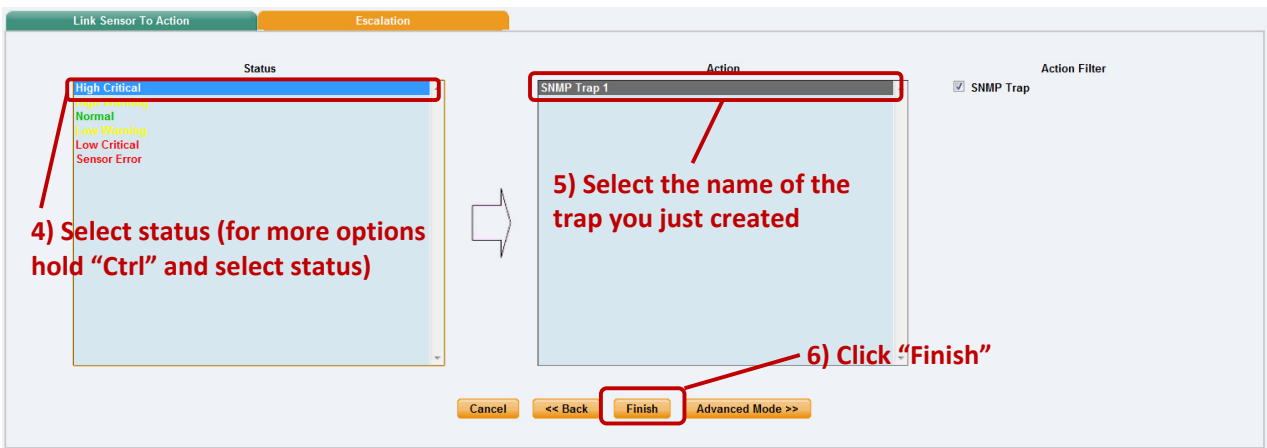 Link Sensor To Action
Escalation
Status
Action
Action Filter
High Critical
High Warning
Normal
Low Warning
Low Critical
Sensor Error
SNMP Trap 1
SNMP Trap
4) Select status (for more options
hold “Ctrl” and select status)
5) Select the name of the
trap you just created
6) Click “Finish”
Cancel
<< Back
Finish
Advanced Mode >>